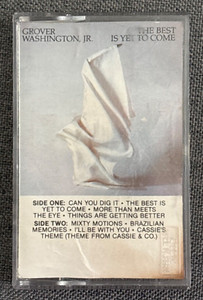 GROVER
WASHINGTON, JR.
THE BEST
IS YET TO COME
SIDE ONE: CAN YOU DIG IT • THE BEST IS
YET TO COME • MORE THAN MEETS
THE EYE • THINGS ARE GETTING BETTER
SIDE TWO: MIXTY MOTIONS • BRAZILIAN
MEMORIES • I'LL BE WITH YOU • CASSIE'S
THEME (THEME FROM CASSIE & CO.)